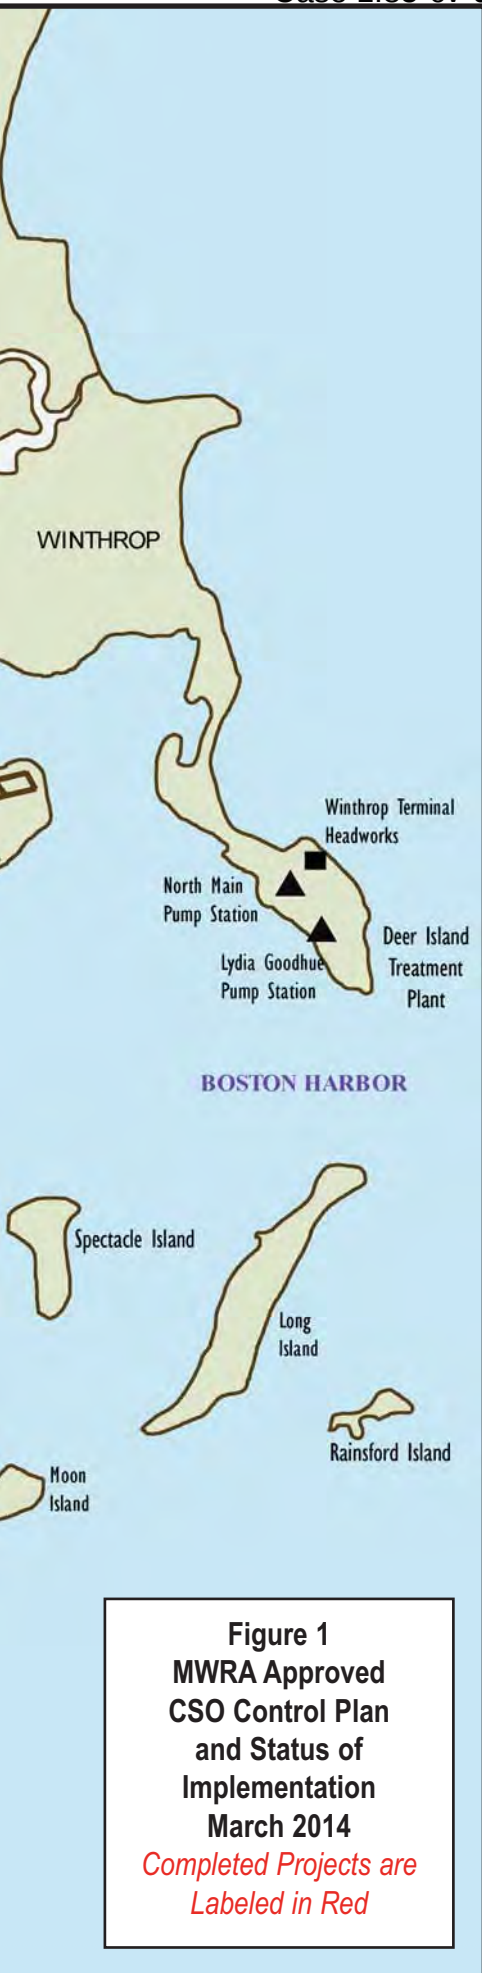 WINTHROP
Winthrop Terminal
Headworks
North Main
Pump Station
Lydia Goodhue
Pump Station
Deer Island
Treatment
Plant
BOSTON HARBOR
Spectacle Island
Long
Island
Rainsford Island
Moon
Island
Figure 1
MWRA Approved
CSO Control Plan
and Status of
Implementation
March 2014
Completed Projects are
Labeled in Red